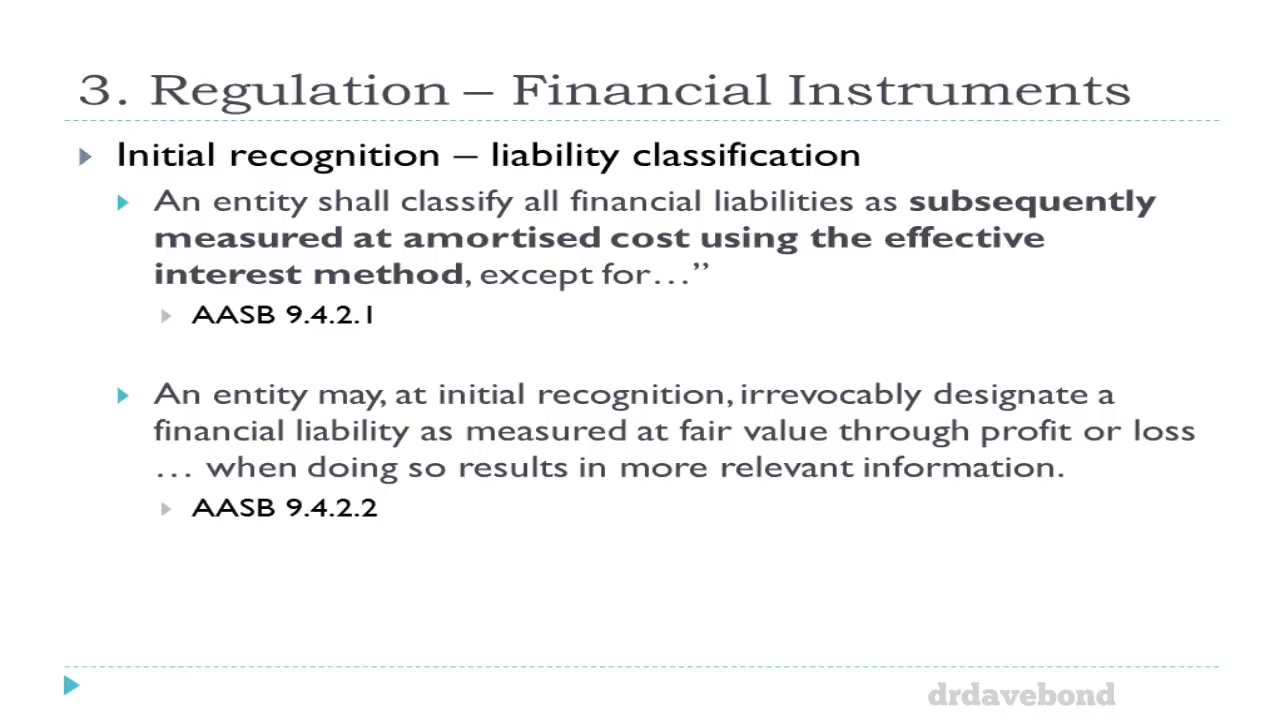 3. Regulation – Financial Instruments
Initial recognition – liability classification
An entity shall classify all financial liabilities as subsequently
measured at amortised cost using the effective
interest method, except for…”
AASB 9.4.2.1
An entity may, at initial recognition, irrevocably designate a
financial liability as measured at fair value through profit or loss
… when doing so results in more relevant information.
AASB 9.4.2.2
drdavebond